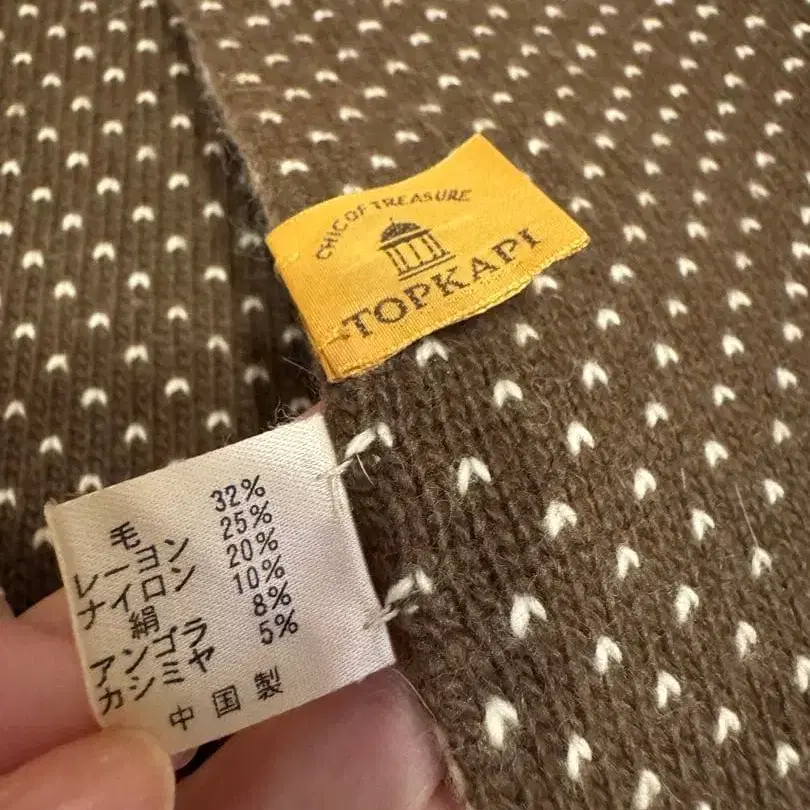 CHIC OF TREASURE
TOPKAPI
毛 32%
レーヨン 25%
ナイロン 20%
絹 10%
アンゴラ 8%
カシミヤ 5%
中国製